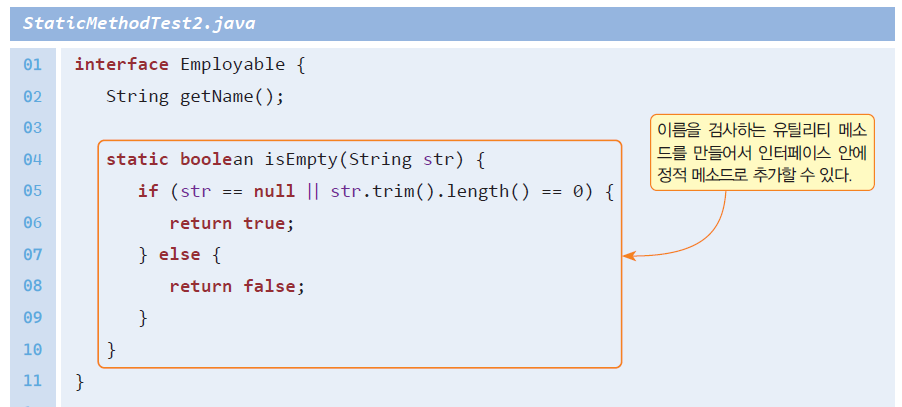 StaticMethodTest2.java
01 interface Employable {
02 String getName();
03
04 static boolean isEmpty(String str) {
05 if (str == null || str.trim().length() == 0) {
06 return true;
07 } else {
08 return false;
09 }
10 }
11 }
이름을 검사하는 유틸리티 메소
드를 만들어서 인터페이스 안에
정적 메소드로 추가할 수 있다.